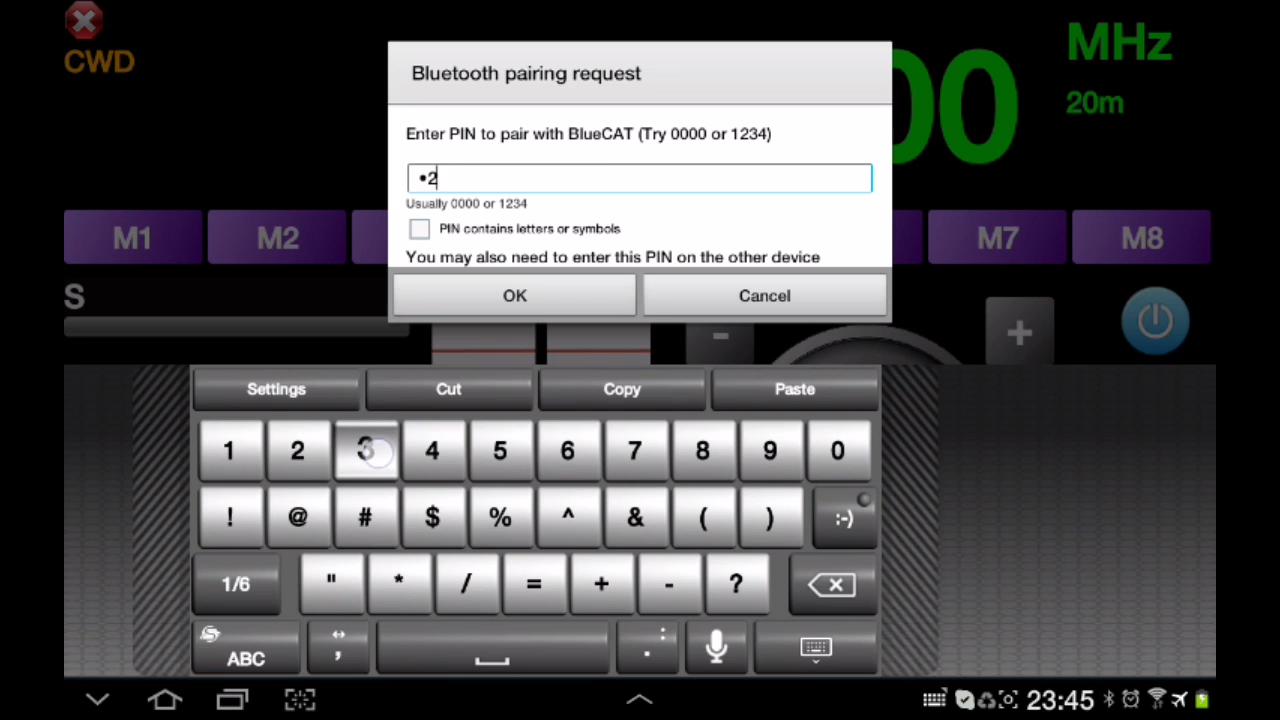 CWD
MHz
00
20m
Bluetooth pairing request
Enter PIN to pair with BlueCAT (Try 0000 or 1234)
•2
Usually 0000 or 1234
PIN contains letters or symbols
You may also need to enter this PIN on the other device
OK Cancel
M1 M2 M7 M8
S
- +
Settings Cut Copy Paste
1 2 3 4 5 6 7 8 9 0
! @ # $ % ^ & ( ) :-)
1/6 " * / = + - ?
ABC , . :
23:45